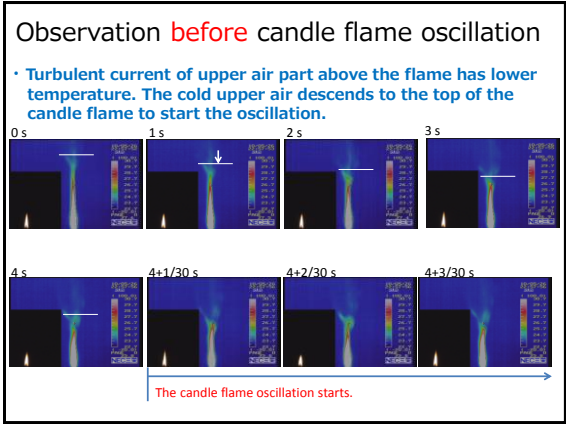 Observation before candle flame oscillation
・Turbulent current of upper air part above the flame has lower
temperature. The cold upper air descends to the top of the
candle flame to start the oscillation.
0 s
1 s
2 s
3 s
4 s
4+1/30 s
4+2/30 s
4+3/30 s
The candle flame oscillation starts.